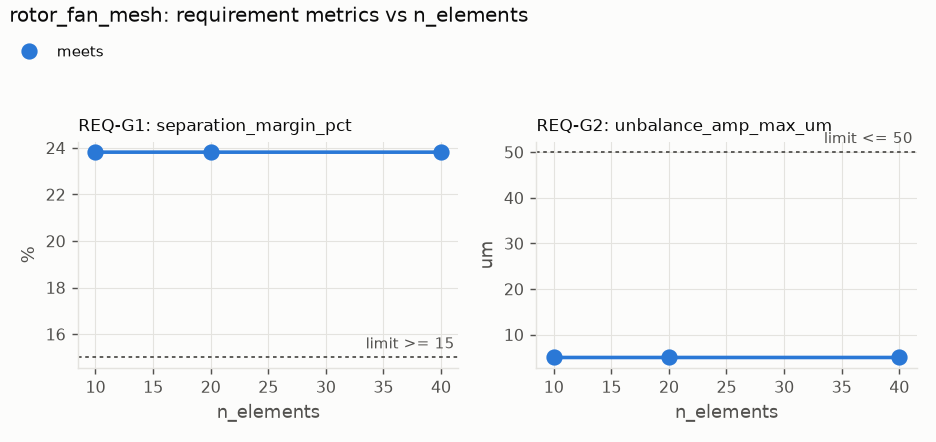 rotor_fan_mesh: requirement metrics vs n_elements
meets
REQ-G1: separation_margin_pct
24
22
20
18
16
%
limit >= 15
10 15 20 25 30 35 40
n_elements
REQ-G2: unbalance_amp_max_um
limit <= 50
50
40
30
20
10
um
10 15 20 25 30 35 40
n_elements